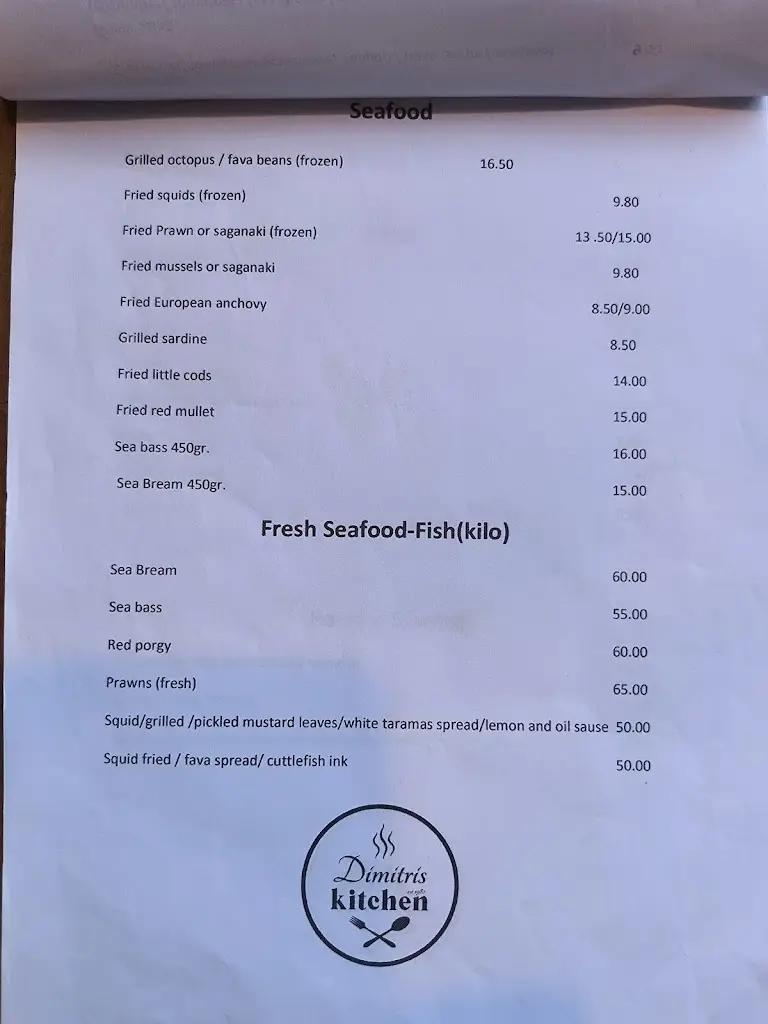 Seafood
Grilled octopus / fava beans (frozen) 16.50
Fried squids (frozen) 9.80
Fried Prawn or saganaki (frozen) 13 .50/15.00
Fried mussels or saganaki 9.80
Fried European anchovy 8.50/9.00
Grilled sardine 8.50
Fried little cods 14.00
Fried red mullet 15.00
Sea bass 450gr. 16.00
Sea Bream 450gr. 15.00
Fresh Seafood-Fish(kilo)
Sea Bream 60.00
Sea bass 55.00
Red porgy 60.00
Prawns (fresh) 65.00
Squid/grilled /pickled mustard leaves/white taramas spread/lemon and oil sause 50.00
Squid fried / fava spread/ cuttlefish ink 50.00
Dimitris
kitchen